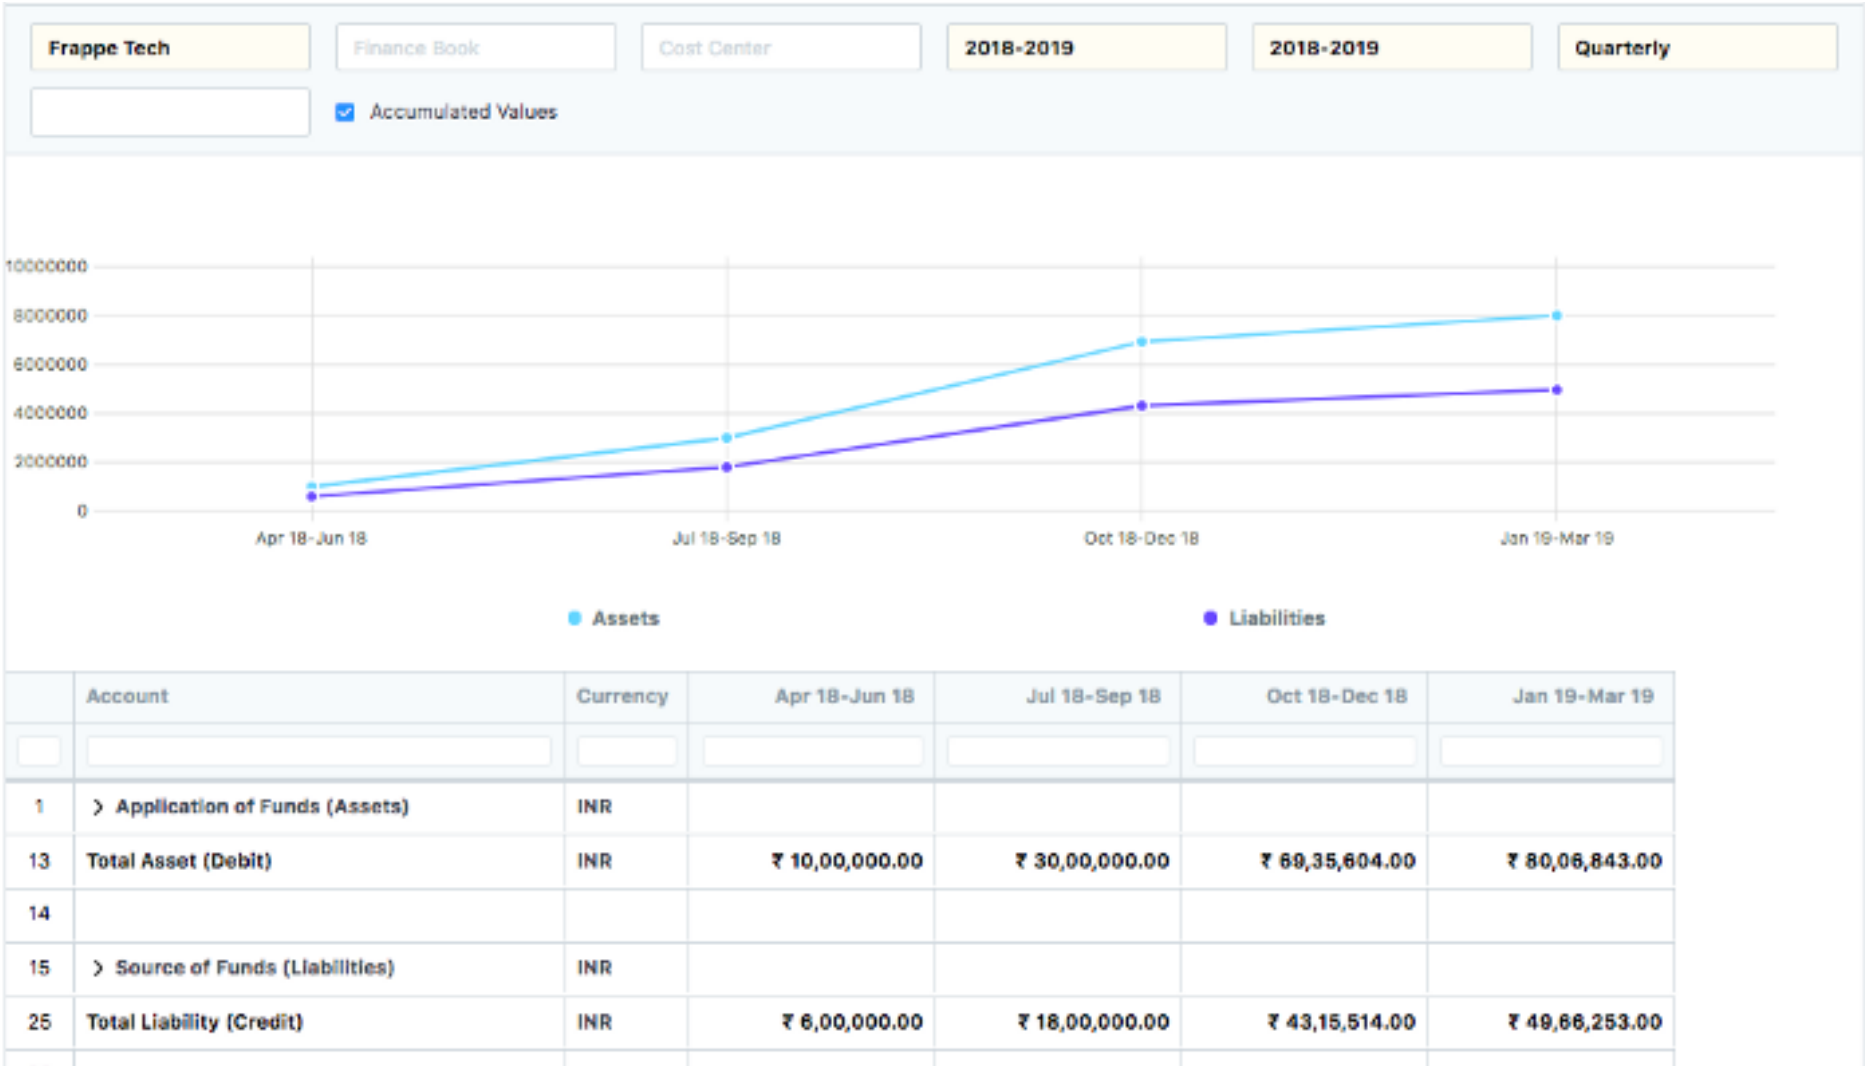 Frappe Tech Finance Book Cost Center 2018-2019 2018-2019 Quarterly
Accumulated Values
10000000
8000000
6000000
4000000
2000000
0
Apr 18-Jun 18 Jul 18-Sep 18 Oct 18-Dec 18 Jan 19-Mar 19
Assets Liabilities
Account Currency Apr 18-Jun 18 Jul 18-Sep 18 Oct 18-Dec 18 Jan 19-Mar 19
1 > Application of Funds (Assets) INR
13 Total Asset (Debit) INR ₹ 10,00,000.00 ₹ 30,00,000.00 ₹ 69,35,604.00 ₹ 80,06,843.00
14
15 > Source of Funds (Liabilities) INR
25 Total Liability (Credit) INR ₹ 6,00,000.00 ₹ 18,00,000.00 ₹ 43,15,514.00 ₹ 49,66,253.00